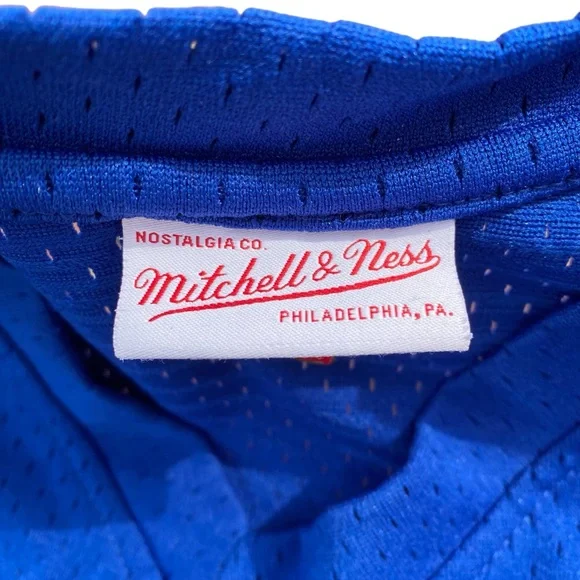 NOSTALGIA CO.
Mitchell & Ness
PHILADELPHIA, PA.